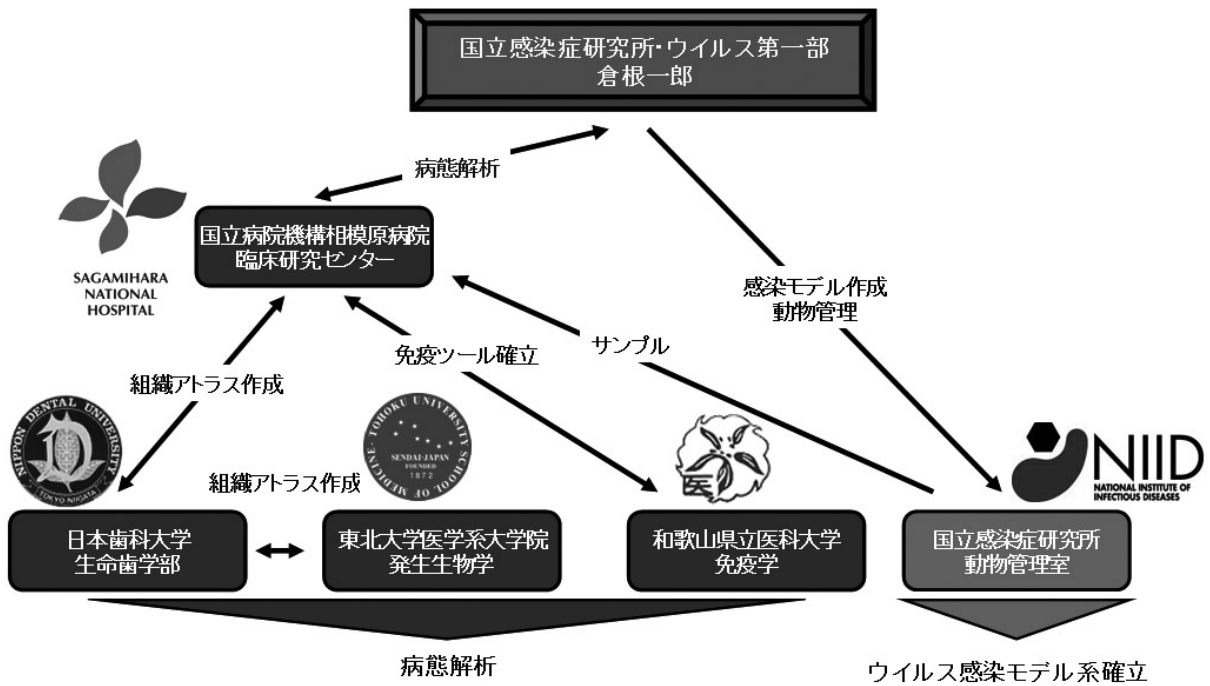 国立感染症研究所・ウイルス第一部
倉根一郎
病態解析
国立病院機構相模原病院
臨床研究センター
SAGAMIHARA
NATIONAL
HOSPITAL
感染モデル作成
動物管理
免疫ツール確立
サンプル
組織アトラス作成
NIPPON DENTAL UNIVERSITY
(TOKYO・NIIGATA)
TOHOKU UNIVERSITY SCHOOL OF MEDICINE
SENDAI・JAPAN
FOUNDED
1872
医
NIID
NATIONAL INSTITUTE OF
INFECTIOUS DISEASES
組織アトラス作成
日本歯科大学
生命歯学部
東北大学医学系大学院
発生生物学
和歌山県立医科大学
免疫学
国立感染症研究所
動物管理室
病態解析
ウイルス感染モデル系確立